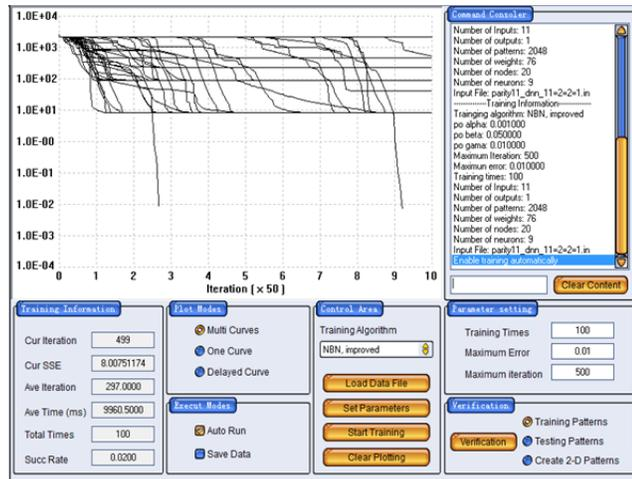 1.0E+04
1.0E+03
1.0E+02
1.0E+01
1.0E-00
1.0E-01
1.0E-02
1.0E-03
1.0E-04
0 1 2 3 4 5 6 7 8 9 10
Iteration [ x 50 ]
Command Consoler
Number of Inputs: 11
Number of outputs: 1
Number of patterns: 2048
Number of weights: 76
Number of nodes: 20
Number of neurons: 9
Input File: parity11_dnn_11=2=2=1.in
----------Training Information----------
Trainging algorithm: NBN, improved
po alpha: 0.001000
po beta: 0.050000
po gama: 0.010000
Maximum Iteration: 500
Maximun error: 0.010000
Training times: 100
Number of Inputs: 11
Number of outputs: 1
Number of patterns: 2048
Number of weights: 76
Number of nodes: 20
Number of neurons: 9
Input File: parity11_dnn_11=2=2=1.in
Enable training automatically
Clear Content
Training Information
Cur Iteration 499
Cur SSE 8.00751174
Ave Iteration 297.0000
Ave Time (ms) 9960.5000
Total Times 100
Succ Rate 0.0200
Plot Modes
Multi Curves
One Curve
Delayed Curve
Execut Modes
Auto Run
Save Data
Control Area
Training Algorithm
NBN, improved
Load Data File
Set Parameters
Start Training
Clear Plotting
Parameter setting
Training Times 100
Maximum Error 0.01
Maximum iteration 500
Verification
Verification
Training Patterns
Testing Patterns
Create 2-D Patterns